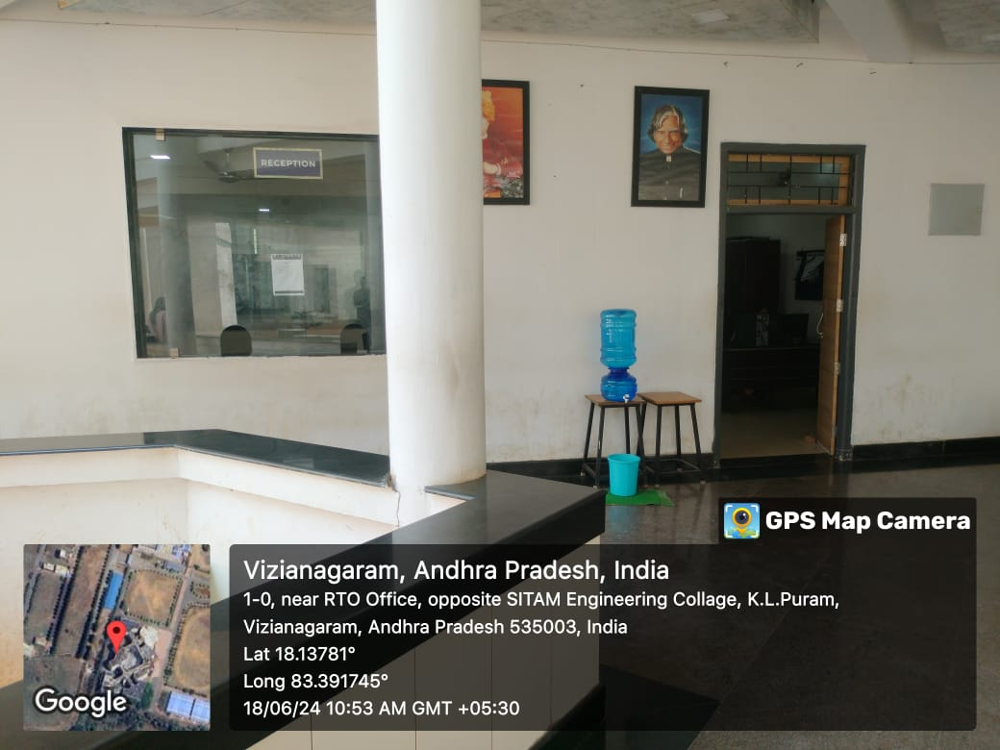 RECEPTION
GPS Map Camera
Vizianagaram, Andhra Pradesh, India
1-0, near RTO Office, opposite SITAM Engineering Collage, K.L.Puram,
Vizianagaram, Andhra Pradesh 535003, India
Lat 18.13781°
Long 83.391745°
18/06/24 10:53 AM GMT +05:30
Google